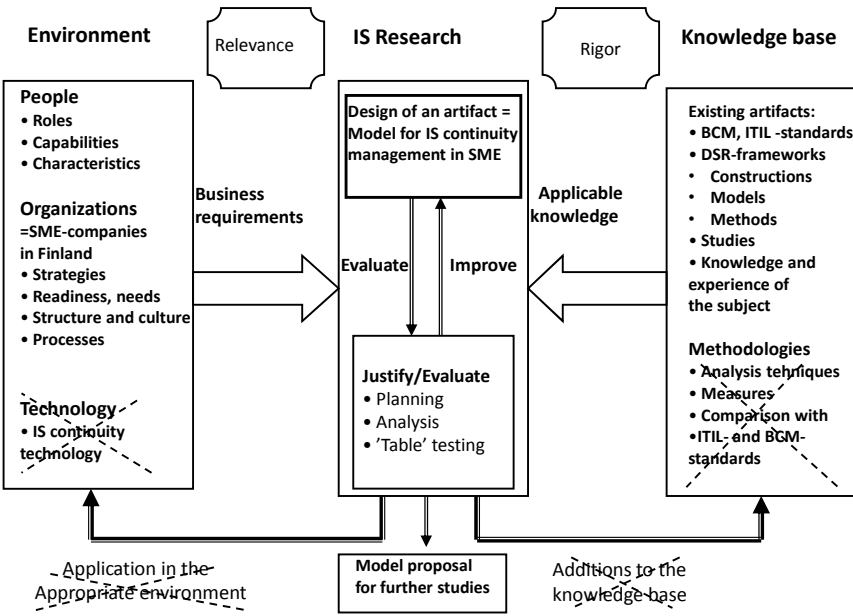 Environment
Relevance
IS Research
Rigor
Knowledge base
People
• Roles
• Capabilities
• Characteristics
Organizations
=SME-companies
in Finland
• Strategies
• Readiness, needs
• Structure and culture
• Processes
Technology
• IS continuity
technology
Business
requirements
Design of an artifact =
Model for IS continuity
management in SME
Evaluate
Improve
Justify/Evaluate
• Planning
• Analysis
• ’Table’ testing
Applicable
knowledge
Existing artifacts:
• BCM, ITIL -standards
• DSR-frameworks
• Constructions
• Models
• Methods
• Studies
• Knowledge and
experience of
the subject
Methodologies
• Analysis tehniques
• Measures
• Comparison with
•ITIL- and BCM-
standards
Application in the
Appropriate environment
Model proposal
for further studies
Additions to the
knowledge base